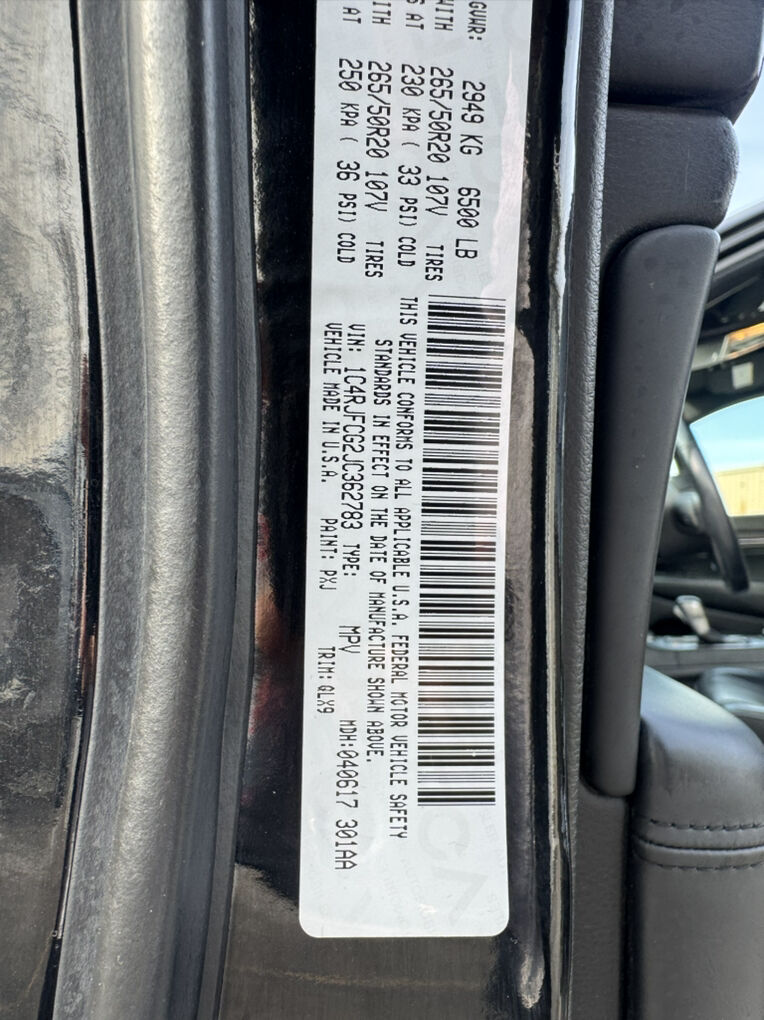 GVWR: 2949 KG 6500 LB
WITH 265/50R20 107V TIRES
AT 230 KPA ( 33 PSI) COLD
ITH 265/50R20 107V TIRES
AT 250 KPA ( 36 PSI) COLD
THIS VEHICLE CONFORMS TO ALL APPLICABLE U.S.A. FEDERAL MOTOR VEHICLE SAFETY
STANDARDS IN EFFECT ON THE DATE OF MANUFACTURE SHOWN ABOVE.
VIN: 1C4RJFCG2JC362783 TYPE: MPV MDH:040617 301AA
VEHICLE MADE IN U.S.A. PAINT: PXJ TRIM: QLX9